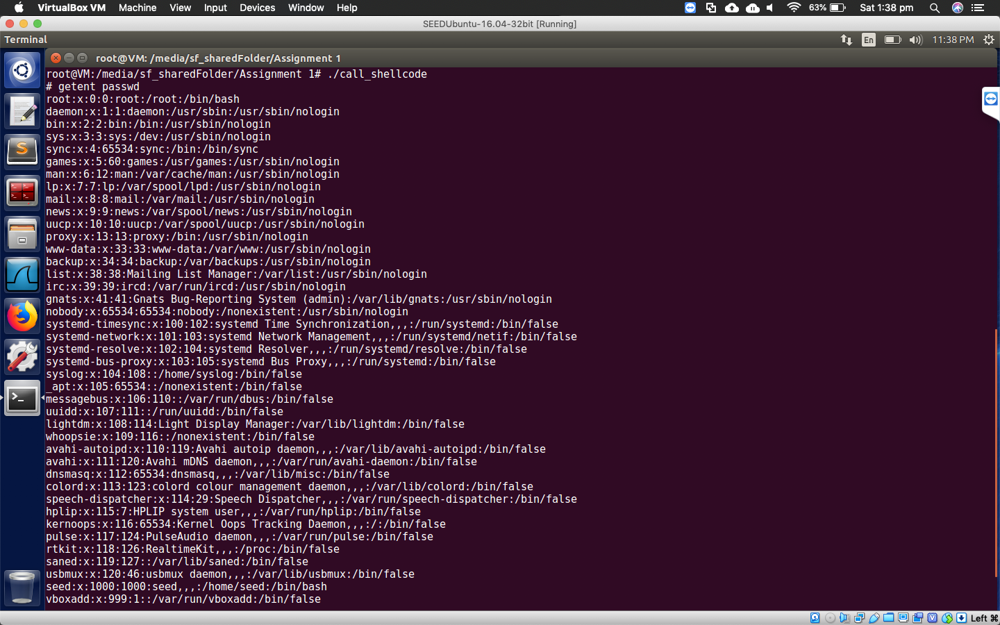 VirtualBox VM Machine View Input Devices Window Help 63% Sat 1:38 pm
SEEDUbuntu-16.04-32bit [Running]
Terminal En 11:38 PM
root@VM: /media/sf_sharedFolder/Assignment 1
root@VM:/media/sf_sharedFolder/Assignment 1# ./call_shellcode
# getent passwd
root:x:0:0:root:/root:/bin/bash
daemon:x:1:1:daemon:/usr/sbin:/usr/sbin/nologin
bin:x:2:2:bin:/bin:/usr/sbin/nologin
sys:x:3:3:sys:/dev:/usr/sbin/nologin
sync:x:4:65534:sync:/bin:/bin/sync
games:x:5:60:games:/usr/games:/usr/sbin/nologin
man:x:6:12:man:/var/cache/man:/usr/sbin/nologin
lp:x:7:7:lp:/var/spool/lpd:/usr/sbin/nologin
mail:x:8:8:mail:/var/mail:/usr/sbin/nologin
news:x:9:9:news:/var/spool/news:/usr/sbin/nologin
uucp:x:10:10:uucp:/var/spool/uucp:/usr/sbin/nologin
proxy:x:13:13:proxy:/bin:/usr/sbin/nologin
www-data:x:33:33:www-data:/var/www:/usr/sbin/nologin
backup:x:34:34:backup:/var/backups:/usr/sbin/nologin
list:x:38:38:Mailing List Manager:/var/list:/usr/sbin/nologin
irc:x:39:39:ircd:/var/run/ircd:/usr/sbin/nologin
gnats:x:41:41:Gnats Bug-Reporting System (admin):/var/lib/gnats:/usr/sbin/nologin
nobody:x:65534:65534:nobody:/nonexistent:/usr/sbin/nologin
systemd-timesync:x:100:102:systemd Time Synchronization,,,:/run/systemd:/bin/false
systemd-network:x:101:103:systemd Network Management,,,:/run/systemd/netif:/bin/false
systemd-resolve:x:102:104:systemd Resolver,,,:/run/systemd/resolve:/bin/false
systemd-bus-proxy:x:103:105:systemd Bus Proxy,,,:/run/systemd:/bin/false
syslog:x:104:108::/home/syslog:/bin/false
_apt:x:105:65534::/nonexistent:/bin/false
messagebus:x:106:110::/var/run/dbus:/bin/false
uuidd:x:107:111::/run/uuidd:/bin/false
lightdm:x:108:114:Light Display Manager:/var/lib/lightdm:/bin/false
whoopsie:x:109:116::/nonexistent:/bin/false
avahi-autoipd:x:110:119:Avahi autoip daemon,,,:/var/lib/avahi-autoipd:/bin/false
avahi:x:111:120:Avahi mDNS daemon,,,:/var/run/avahi-daemon:/bin/false
dnsmasq:x:112:65534:dnsmasq,,,:/var/lib/misc:/bin/false
colord:x:113:123:colord colour management daemon,,,:/var/lib/colord:/bin/false
speech-dispatcher:x:114:29:Speech Dispatcher,,,:/var/run/speech-dispatcher:/bin/false
hplip:x:115:7:HPLIP system user,,,:/var/run/hplip:/bin/false
kernoops:x:116:65534:Kernel Oops Tracking Daemon,,,:/:/bin/false
pulse:x:117:124:PulseAudio daemon,,,:/var/run/pulse:/bin/false
rtkit:x:118:126:RealtimeKit,,,:/proc:/bin/false
saned:x:119:127::/var/lib/saned:/bin/false
usbmux:x:120:46:usbmux daemon,,,:/var/lib/usbmux:/bin/false
seed:x:1000:1000:seed,,,:/home/seed:/bin/bash
vboxadd:x:999:1::/var/run/vboxadd:/bin/false
Left ⌘